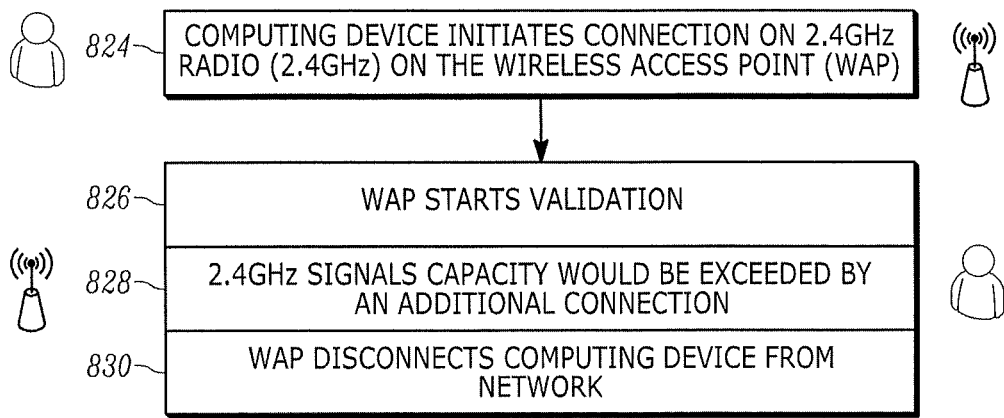 824
COMPUTING DEVICE INITIATES CONNECTION ON 2.4GHz
RADIO (2.4GHz) ON THE WIRELESS ACCESS POINT (WAP)
826
WAP STARTS VALIDATION
828
2.4GHz SIGNALS CAPACITY WOULD BE EXCEEDED BY
AN ADDITIONAL CONNECTION
830
WAP DISCONNECTS COMPUTING DEVICE FROM
NETWORK